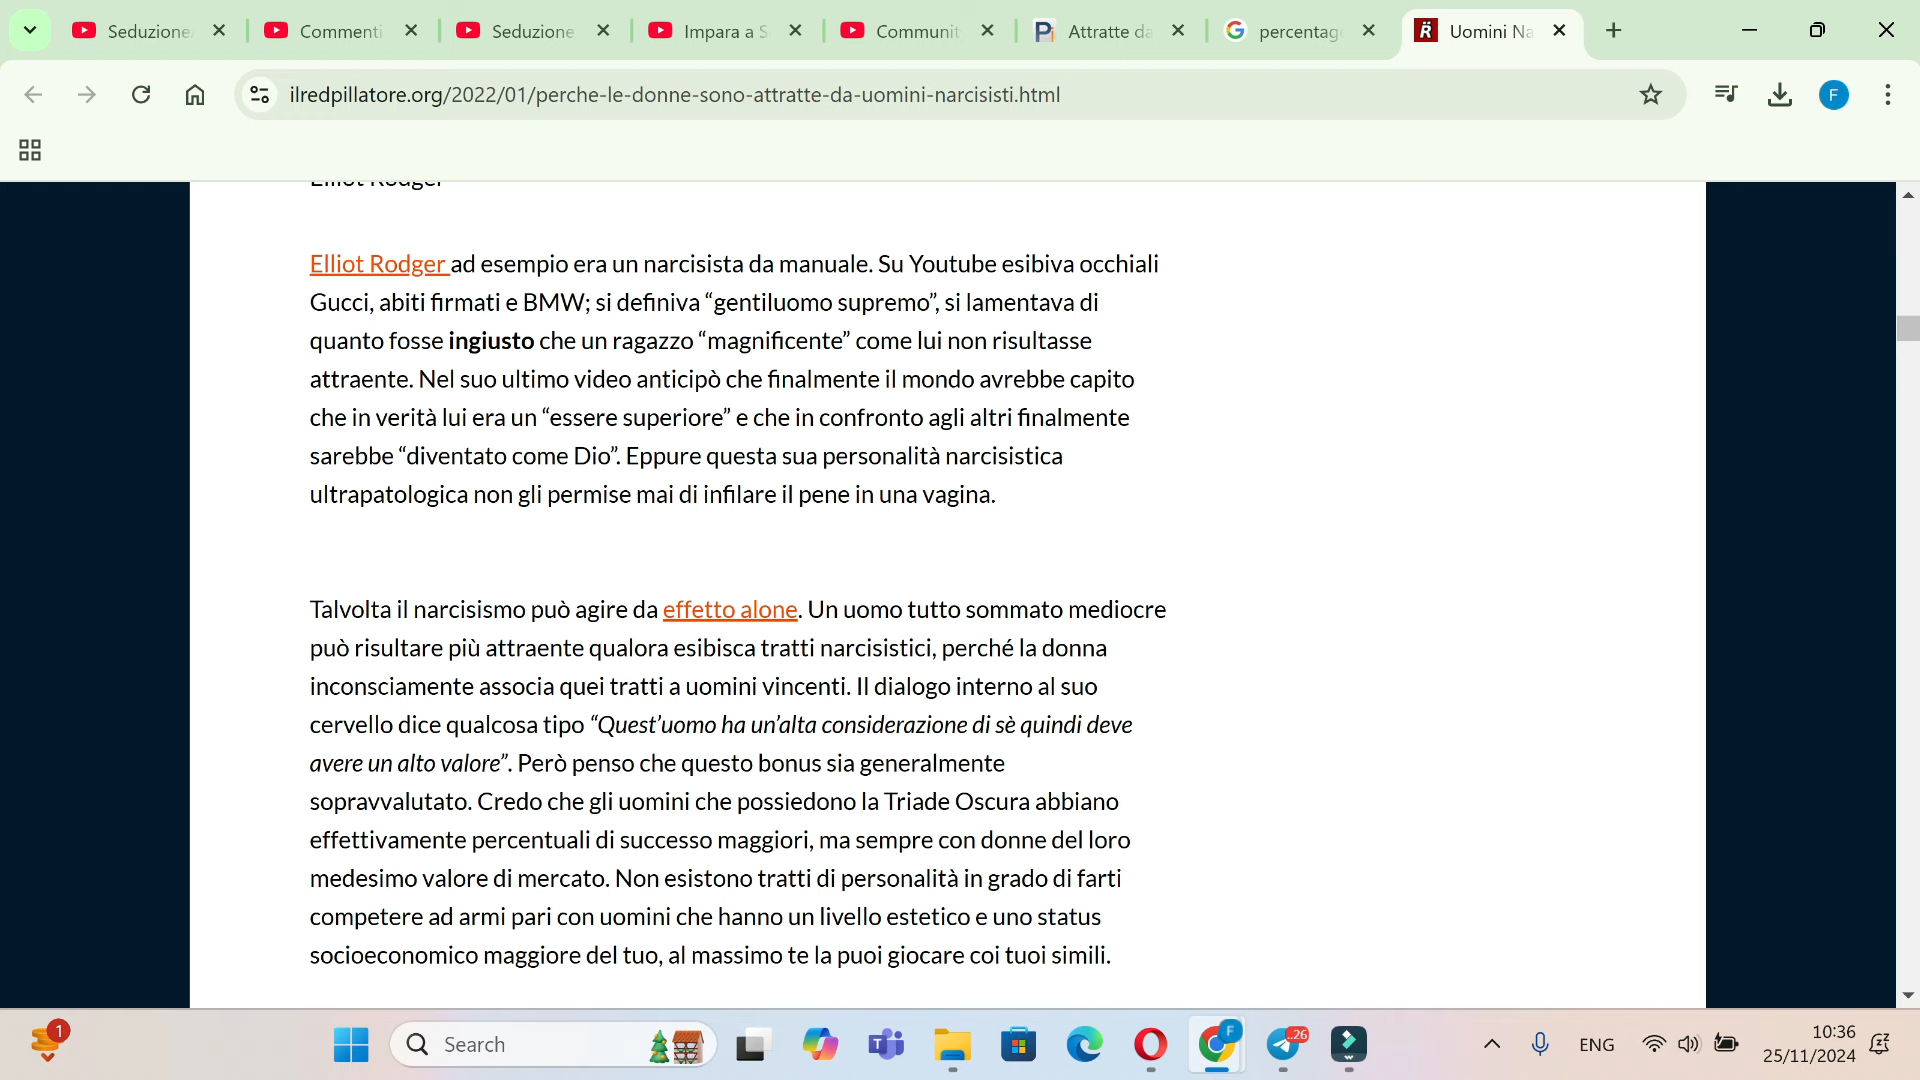 Seduzione
Commenti
Seduzione
Impara a S
Communit
Attratte da
percentag
Uomini Na
ilredpillatore.org/2022/01/perche-le-donne-sono-attratte-da-uomini-narcisisti.html
F
Elliot Rodger
Elliot Rodger ad esempio era un narcisista da manuale. Su Youtube esibiva occhiali
Gucci, abiti firmati e BMW; si definiva “gentiluomo supremo”, si lamentava di
quanto fosse ingiusto che un ragazzo “magnificente” come lui non risultasse
attraente. Nel suo ultimo video anticipò che finalmente il mondo avrebbe capito
che in verità lui era un “essere superiore” e che in confronto agli altri finalmente
sarebbe “diventato come Dio”. Eppure questa sua personalità narcisistica
ultrapatologica non gli permise mai di infilare il pene in una vagina.
Talvolta il narcisismo può agire da effetto alone. Un uomo tutto sommato mediocre
può risultare più attraente qualora esibisca tratti narcisistici, perché la donna
inconsciamente associa quei tratti a uomini vincenti. Il dialogo interno al suo
cervello dice qualcosa tipo “Quest’uomo ha un’alta considerazione di sè quindi deve
avere un alto valore”. Però penso che questo bonus sia generalmente
sopravvalutato. Credo che gli uomini che possiedono la Triade Oscura abbiano
effettivamente percentuali di successo maggiori, ma sempre con donne del loro
medesimo valore di mercato. Non esistono tratti di personalità in grado di farti
competere ad armi pari con uomini che hanno un livello estetico e uno status
socioeconomico maggiore del tuo, al massimo te la puoi giocare coi tuoi simili.
1
Search
F
..26
ENG
10:36
25/11/2024